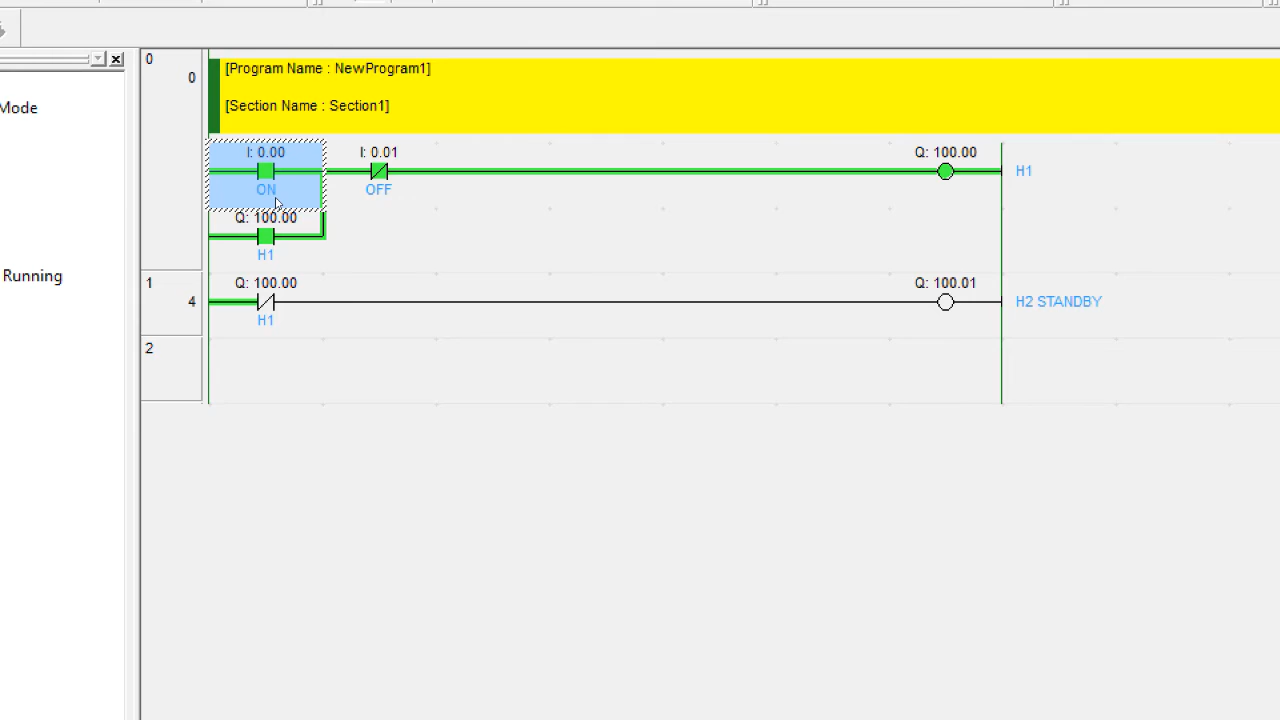 0
0
[Program Name : NewProgram1]
[Section Name : Section1]
Mode
I: 0.00
I: 0.01
Q: 100.00
H1
ON
OFF
Q: 100.00
H1
Running
1
4
Q: 100.00
Q: 100.01
H2 STANDBY
H1
2